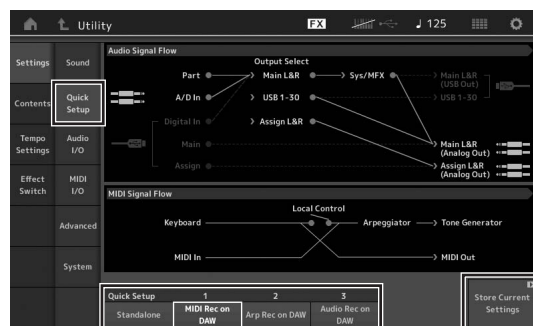 Utility
FX
♩ 125
Settings
Sound
Contents
Quick
Setup
Tempo
Settings
Audio
I/O
Effect
Switch
MIDI
I/O
Advanced
System
Audio Signal Flow
Output Select
Part
Main L&R
Sys/MFX
Main L&R
(USB Out)
A/D In
USB 1-30
USB 1-30
Digital In
Assign L&R
Main
Main L&R
(Analog Out)
Assign
Assign L&R
(Analog Out)
MIDI Signal Flow
Local Control
Keyboard
Arpeggiator
Tone Generator
MIDI In
MIDI Out
Quick Setup
1
2
3
Standalone
MIDI Rec on
DAW
Arp Rec on DAW
Audio Rec on
DAW
Store Current
Settings